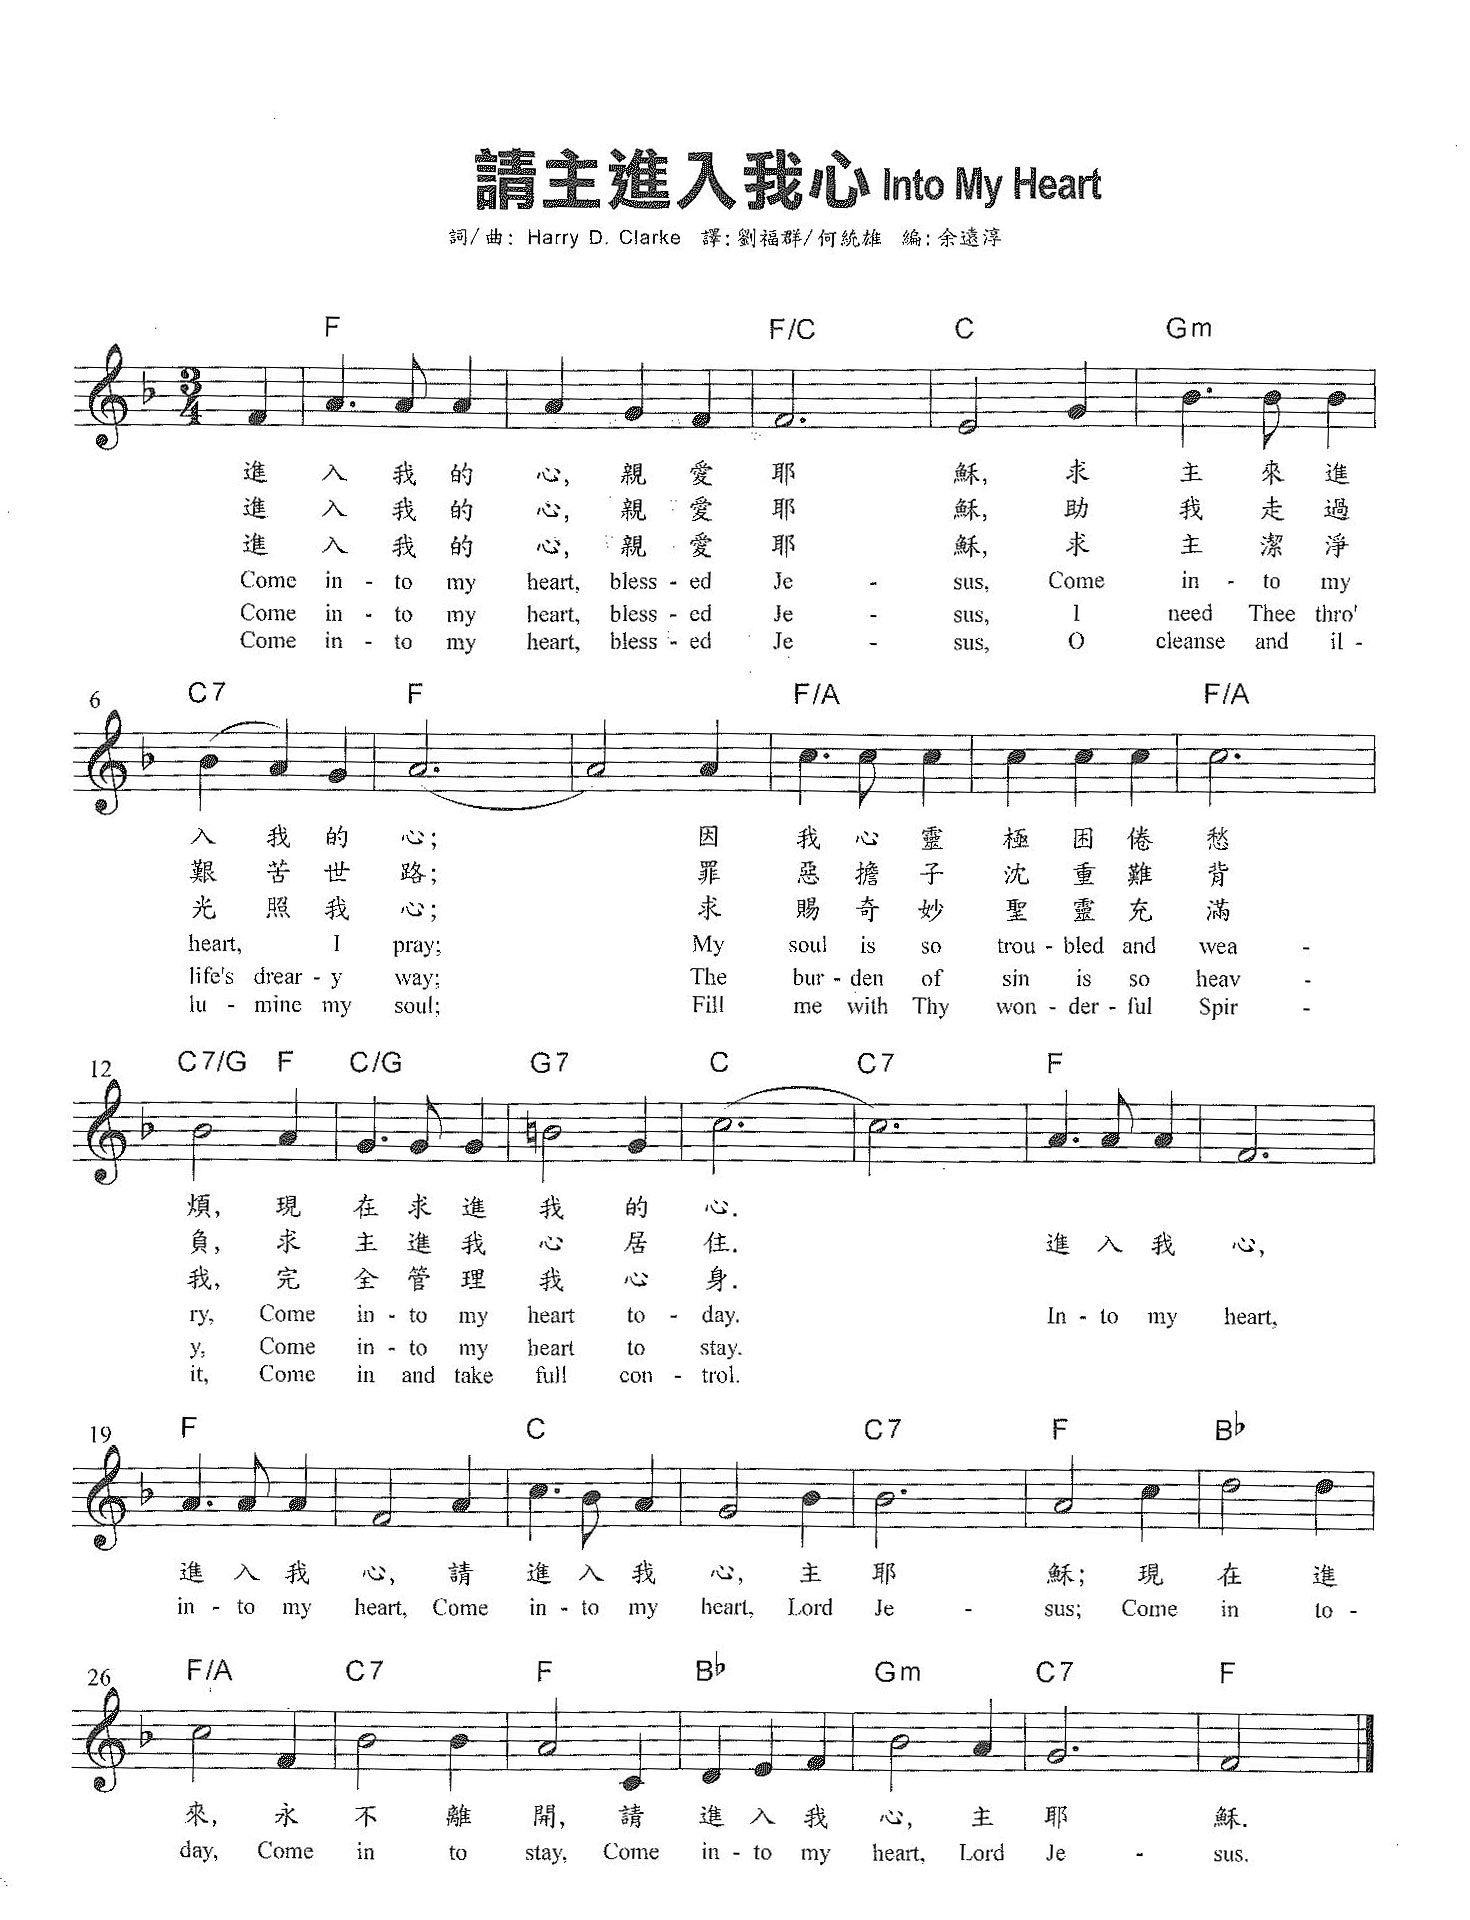 請主進入我心 Into My Heart
詞/曲: Harry D. Clarke 譯:劉福群/何統雄 編:余遠淳
F F/C C Gm
3
4
進 入 我 的 心, 親 愛 耶 穌, 求 主 來 進
進 入 我 的 心, 親 愛 耶 穌, 助 我 走 過
進 入 我 的 心, 親 愛 耶 穌, 求 主 潔 淨
Come in - to my heart, bless - ed Je - sus, Come in - to my
Come in - to my heart, bless - ed Je - sus, I need Thee thro'
Come in - to my heart, bless - ed Je - sus, O cleanse and il -
6 C7 F F/A F/A
入 我 的 心; 因 我 心 靈 極 困 倦 愁
艱 苦 世 路; 罪 惡 擔 子 沈 重 難 背
光 照 我 心; 求 賜 奇 妙 聖 靈 充 滿
heart, I pray; My soul is so trou - bled and wea -
life's drear - y way; The bur - den of sin is so heav -
lu - mine my soul; Fill me with Thy won - der - ful Spir -
12 C7/G F C/G G7 C C7 F
煩, 現 在 求 進 我 的 心.
負, 求 主 進 我 心 居 住. 進 入 我 心,
我, 完 全 管 理 我 心 身.
ry, Come in - to my heart to - day. In - to my heart,
y, Come in - to my heart to stay.
it, Come in and take full con - trol.
19 F C C7 F B♭
進 入 我 心, 請 進 入 我 心, 主 耶 穌; 現 在 進
in - to my heart, Come in - to my heart, Lord Je - sus; Come in to -
26 F/A C7 F B♭ Gm C7 F
來, 永 不 離 開, 請 進 入 我 心, 主 耶 穌.
day, Come in to stay, Come in - to my heart, Lord Je - sus.